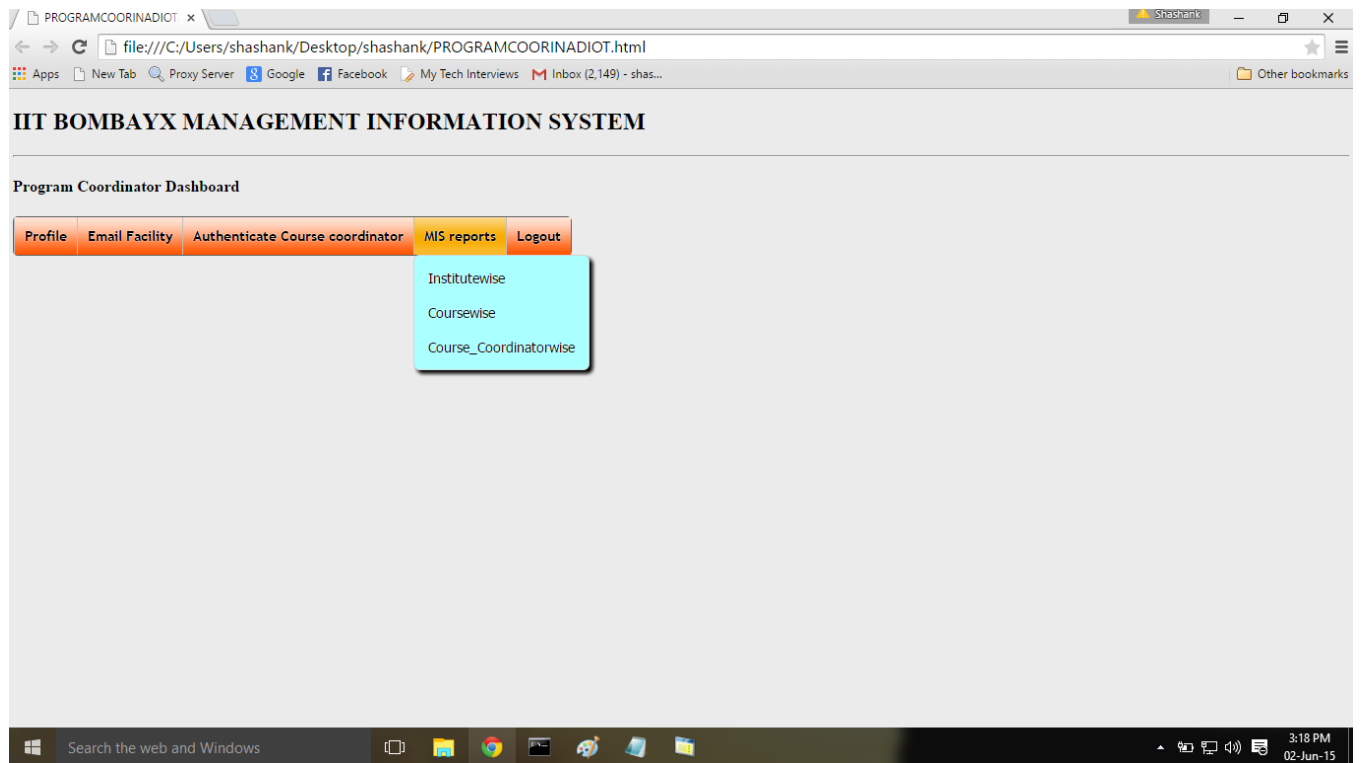 PROGRAMCOORINADIOT.
Shashank
file:///C:/Users/shashank/Desktop/shashank/PROGRAMCOORINADIOT.html
Apps New Tab Proxy Server Google Facebook My Tech Interviews Inbox (2,149) - shas... Other bookmarks
IIT BOMBAYX MANAGEMENT INFORMATION SYSTEM
Program Coordinator Dashboard
Profile Email Facility Authenticate Course coordinator MIS reports Logout
Institutewise
Coursewise
Course_Coordinatorwise
Search the web and Windows
3:18 PM
02-Jun-15